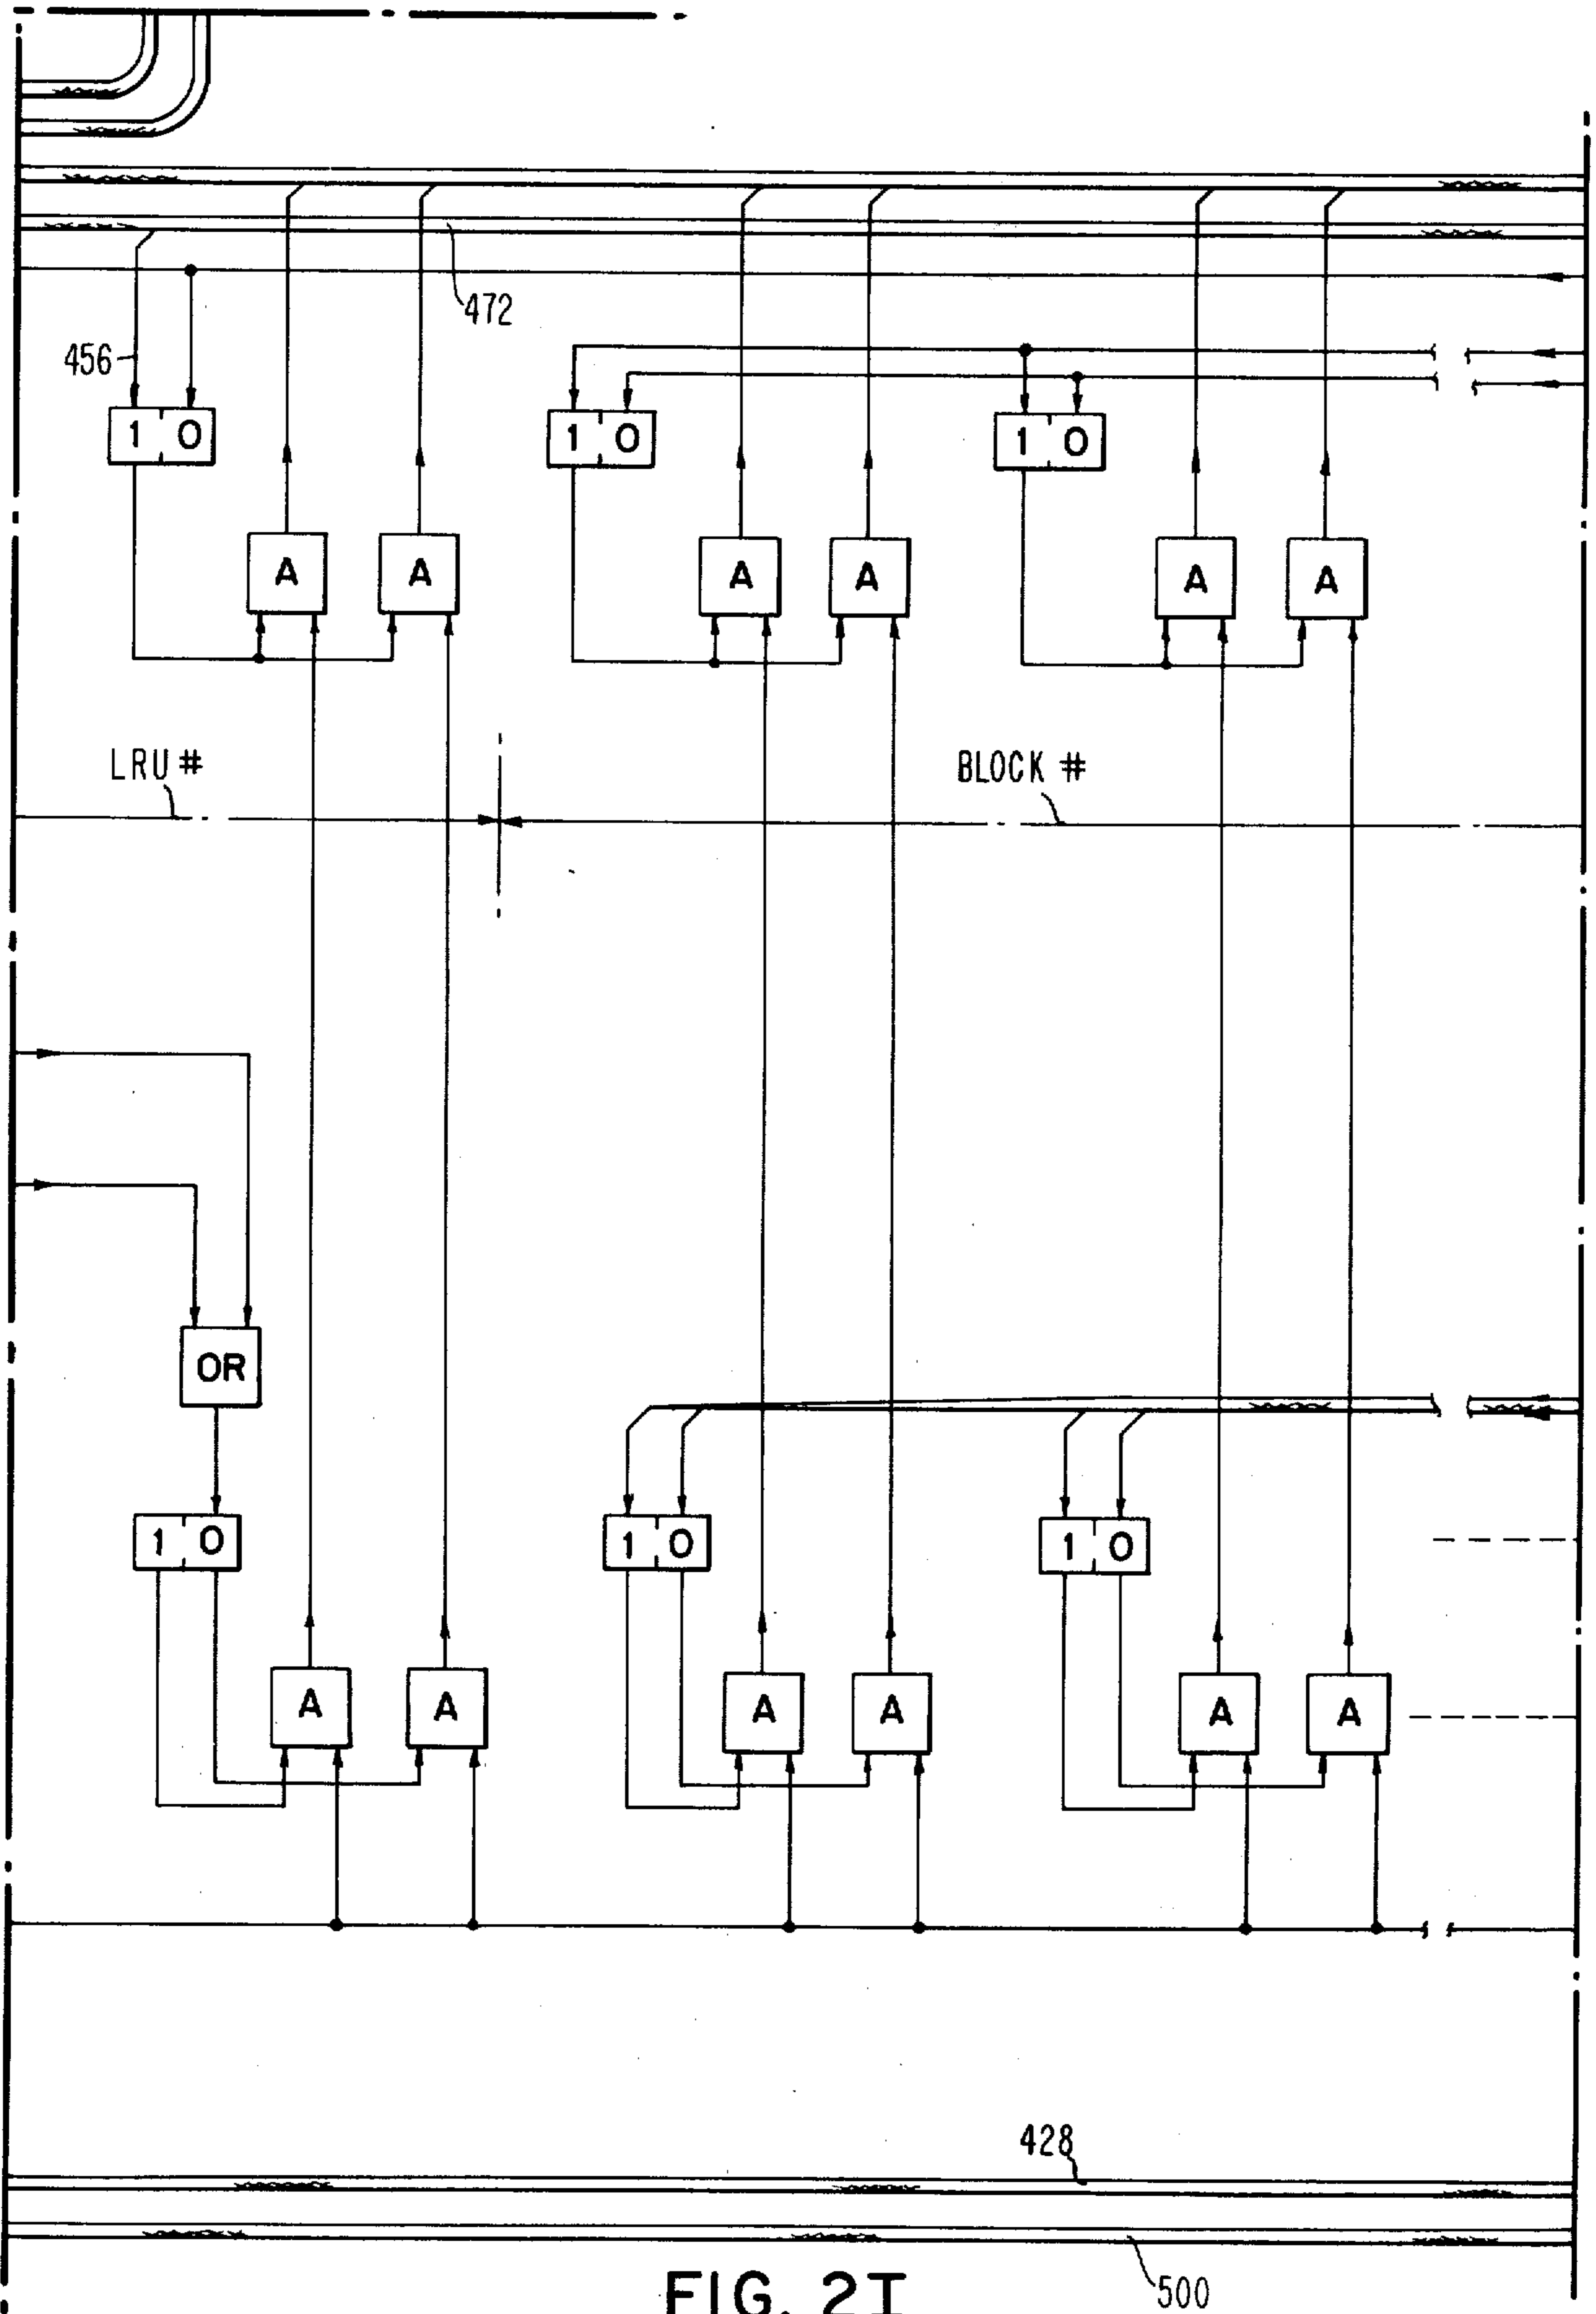 472
456
1 0 1 0 1 0
A A A A A A
LRU # BLOCK #
OR
1 0 1 0 1 0
A A A A A A
428
500
FIG. 2I